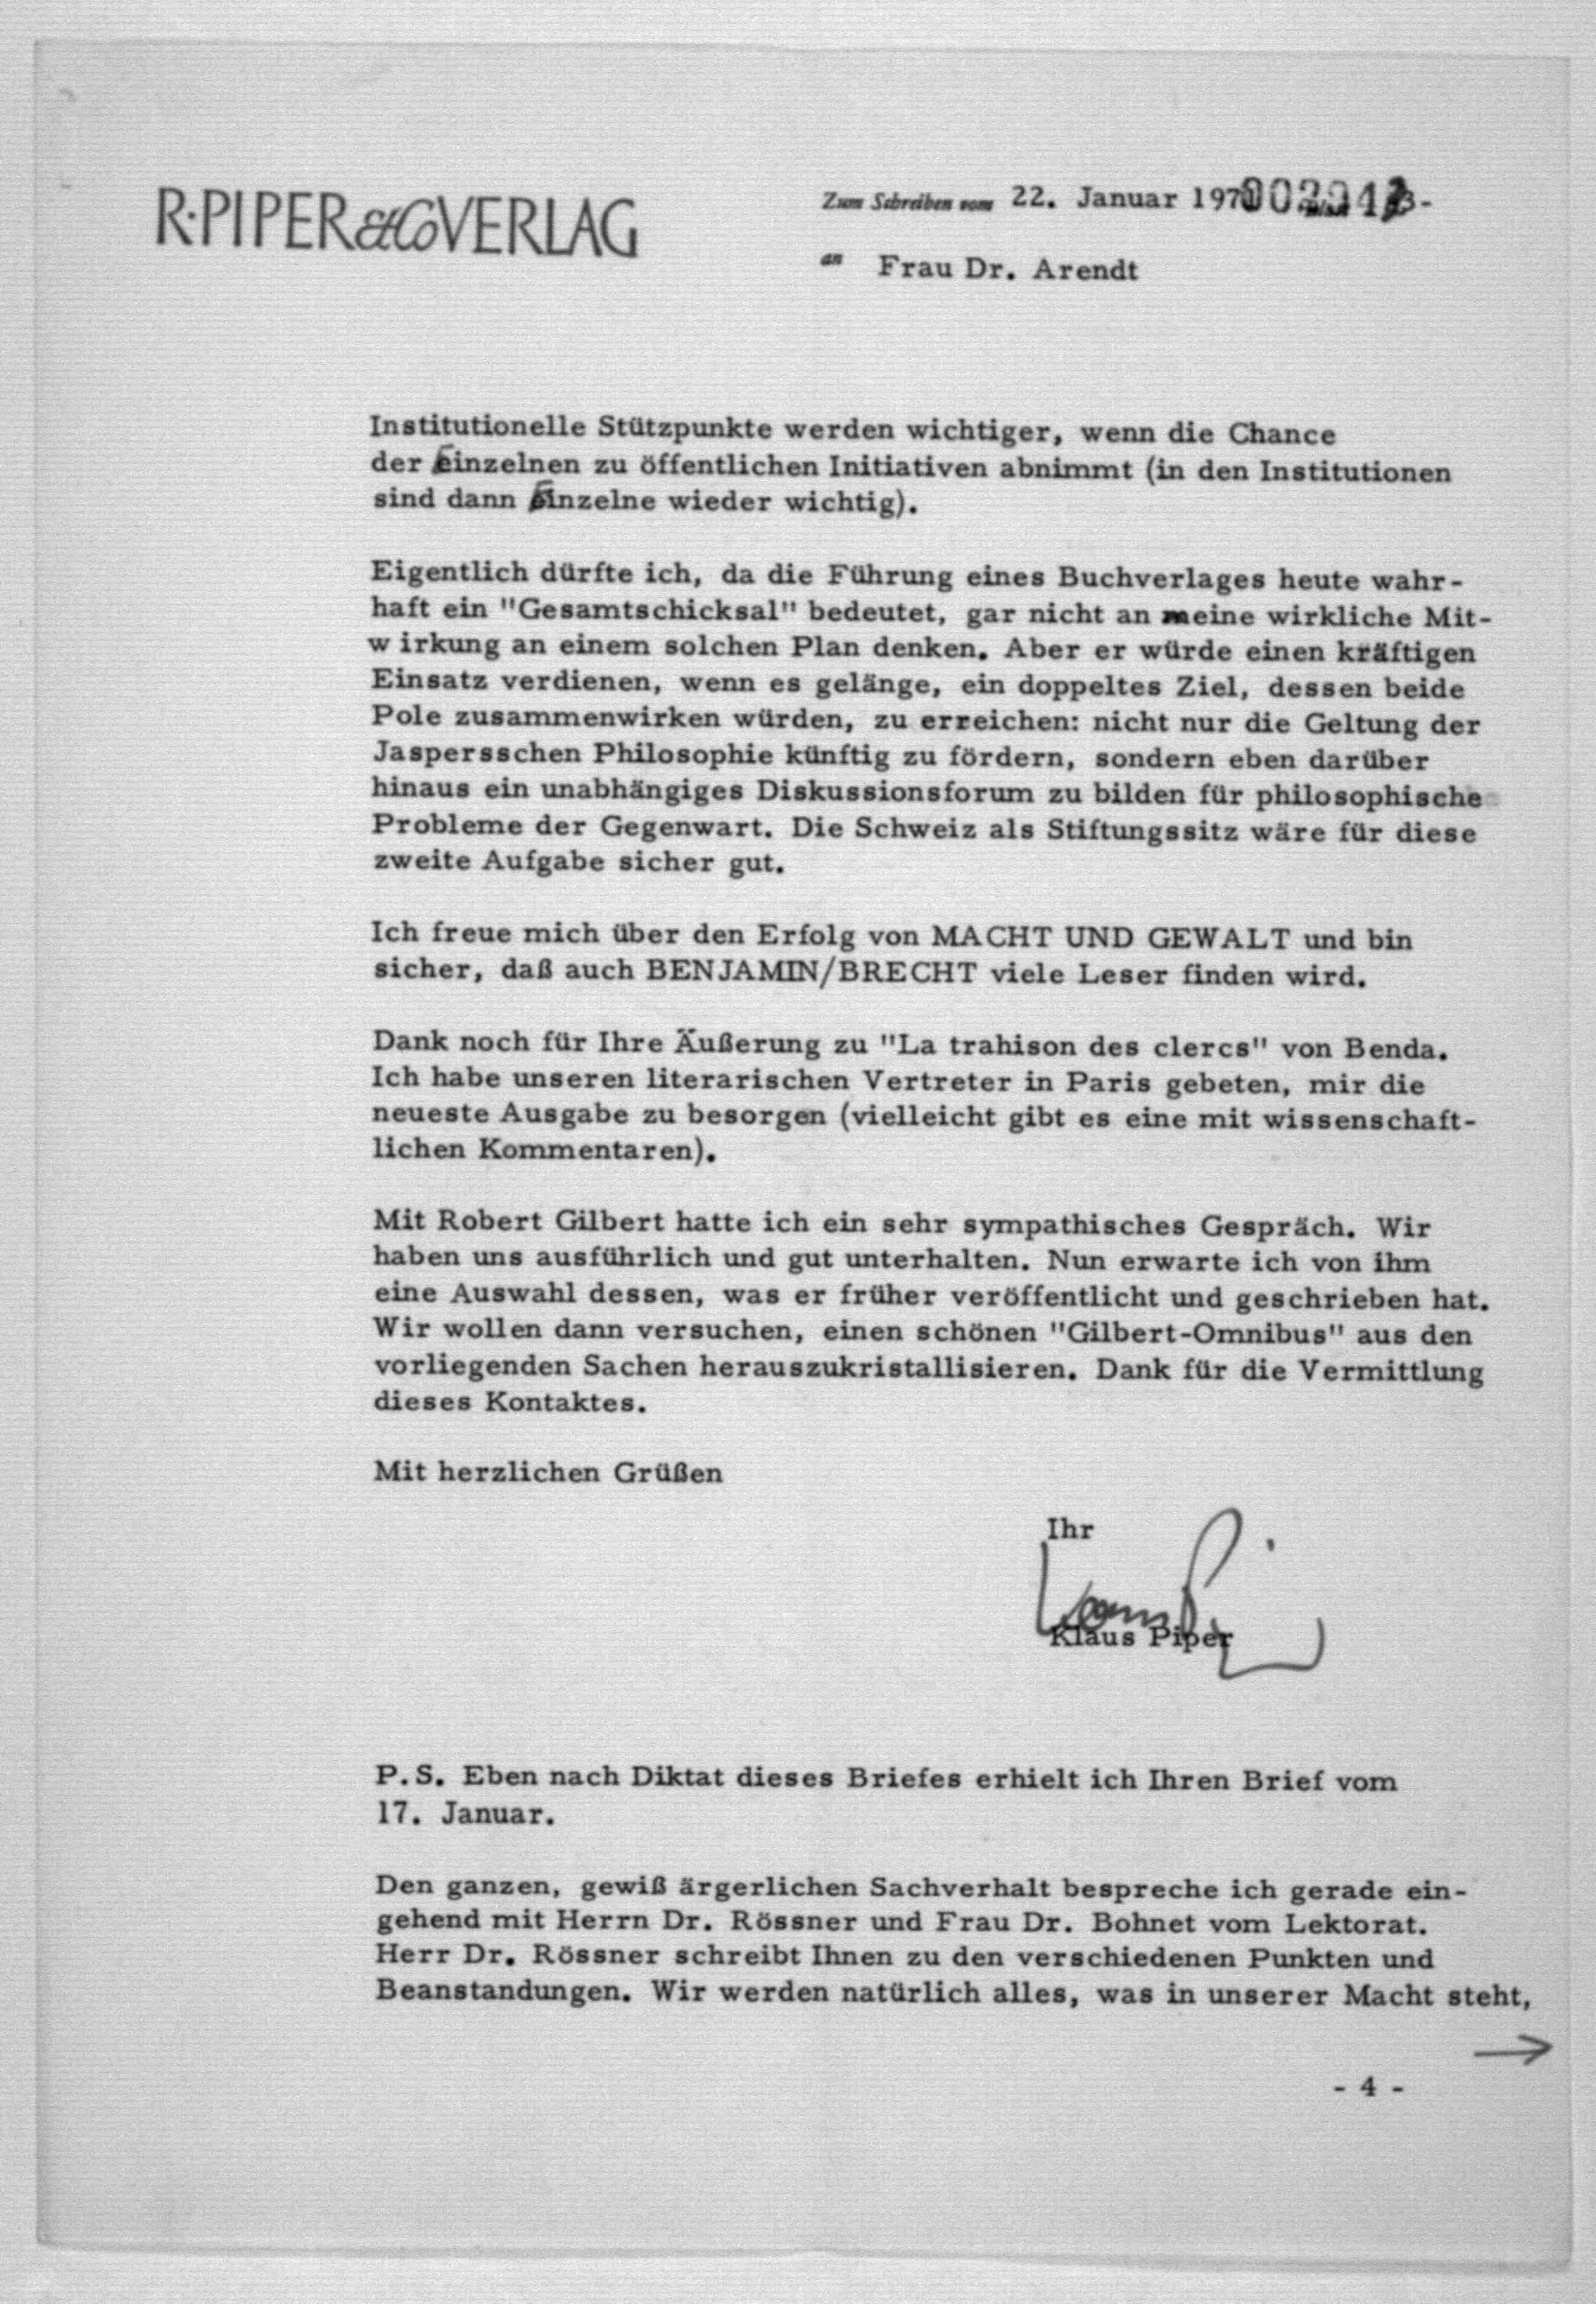 R·PIPER & Co VERLAG
Zum Schreiben vom 22. Januar
an Frau Dr. Arendt
Institutionelle Stützpunkte werden wichtiger, wenn die Chance
der Einzelnen zu öffentlichen Initiativen abnimmt (in den Institutionen
sind dann Einzelne wieder wichtig).
Eigentlich dürfte ich, da die Führung eines Buchverlages heute wahr-
haft ein "Gesamtschicksal" bedeutet, gar nicht an meine wirkliche Mit-
w irkung an einem solchen Plan denken. Aber er würde einen kräftigen
Einsatz verdienen, wenn es gelänge, ein doppeltes Ziel, dessen beide
Pole zusammenwirken würden, zu erreichen: nicht nur die Geltung der
Jaspersschen Philosophie künftig zu fördern, sondern eben darüber
hinaus ein unabhängiges Diskussionsforum zu bilden für philosophische
Probleme der Gegenwart. Die Schweiz als Stiftungssitz wäre für diese
zweite Aufgabe sicher gut.
Ich freue mich über den Erfolg von MACHT UND GEWALT und bin
sicher, daß auch BENJAMIN/BRECHT viele Leser finden wird.
Dank noch für Ihre Äußerung zu "La trahison des clercs" von Benda.
Ich habe unseren literarischen Vertreter in Paris gebeten, mir die
neueste Ausgabe zu besorgen (vielleicht gibt es eine mit wissenschaft-
lichen Kommentaren).
Mit Robert Gilbert hatte ich ein sehr sympathisches Gespräch. Wir
haben uns ausführlich und gut unterhalten. Nun erwarte ich von ihm
eine Auswahl dessen, was er früher veröffentlicht und geschrieben hat.
Wir wollen dann versuchen, einen schönen "Gilbert-Omnibus" aus den
vorliegenden Sachen herauszukristallisieren. Dank für die Vermittlung
dieses Kontaktes.
Mit herzlichen Grüßen
Ihr
Klaus Piper
P.S. Eben nach Diktat dieses Briefes erhielt ich Ihren Brief vom
17. Januar.
Den ganzen, gewiß ärgerlichen Sachverhalt bespreche ich gerade ein-
gehend mit Herrn Dr. Rössner und Frau Dr. Bohnet vom Lektorat.
Herr Dr. Rössner schreibt Ihnen zu den verschiedenen Punkten und
Beanstandungen. Wir werden natürlich alles, was in unserer Macht steht,
- 4 -